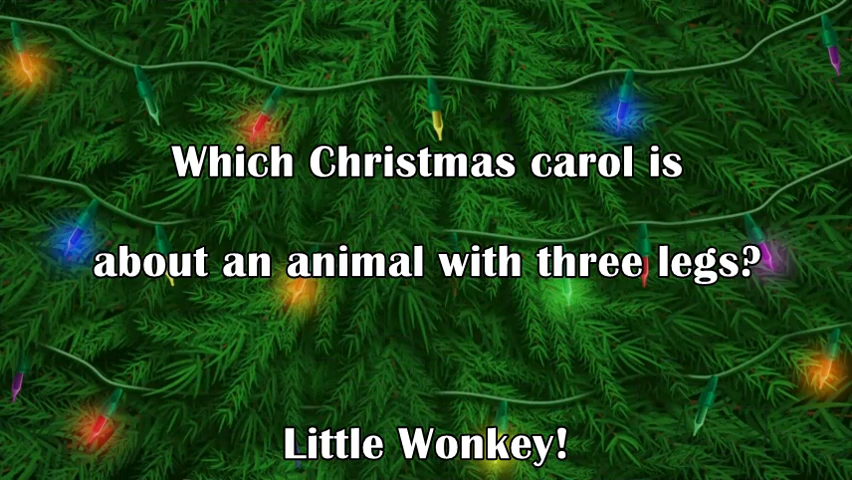 Which Christmas carol is
about an animal with three legs?
Little Wonkey!